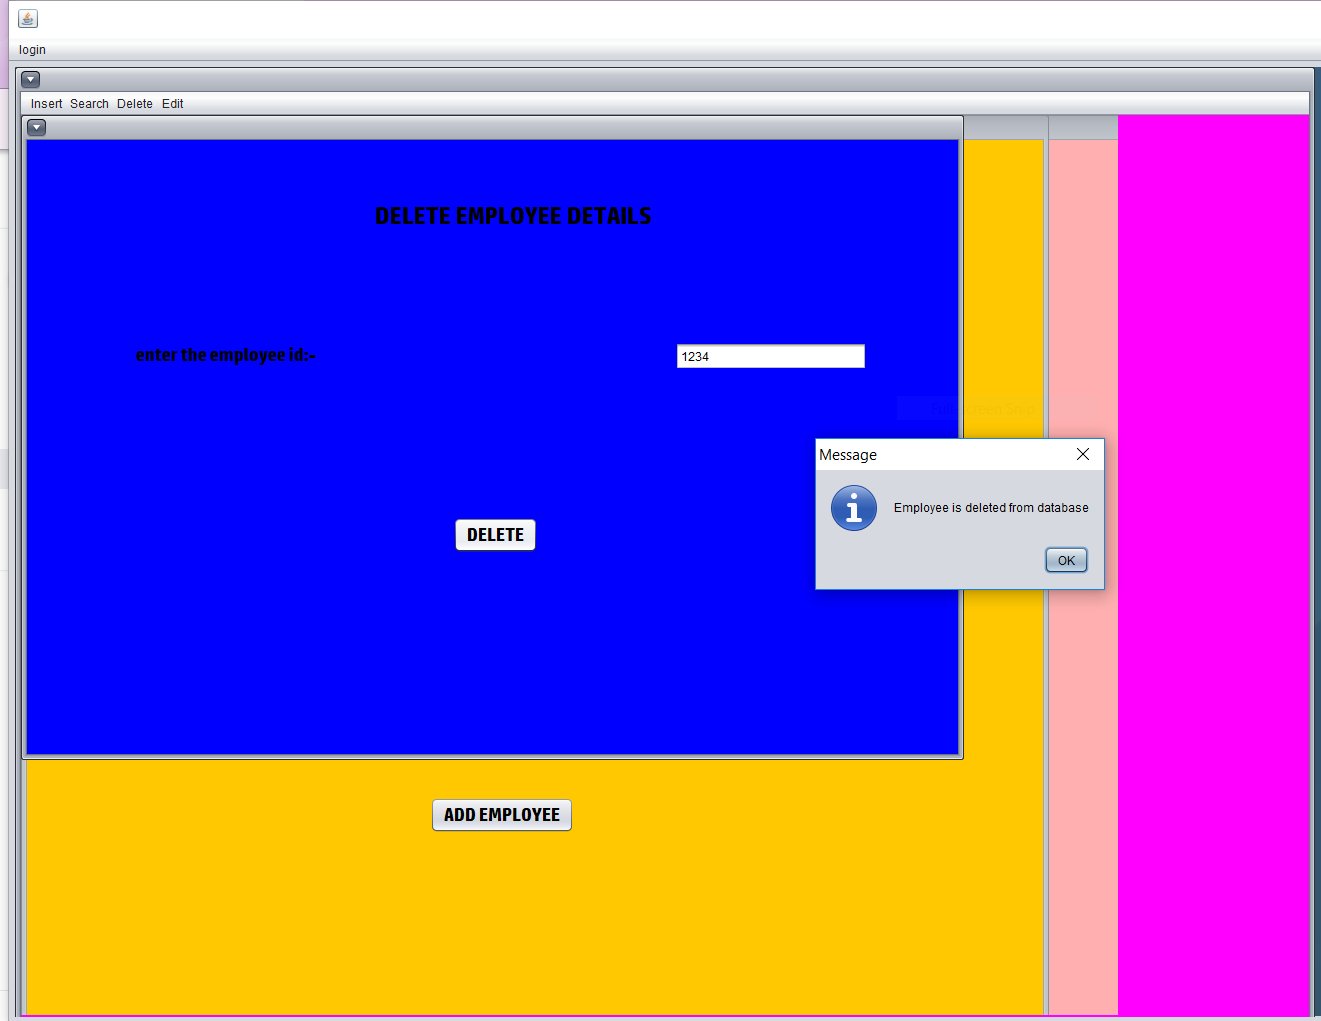 login
Insert Search Delete Edit
DELETE EMPLOYEE DETAILS
enter the employee id:-
1234
Message
Employee is deleted from database
OK
DELETE
ADD EMPLOYEE